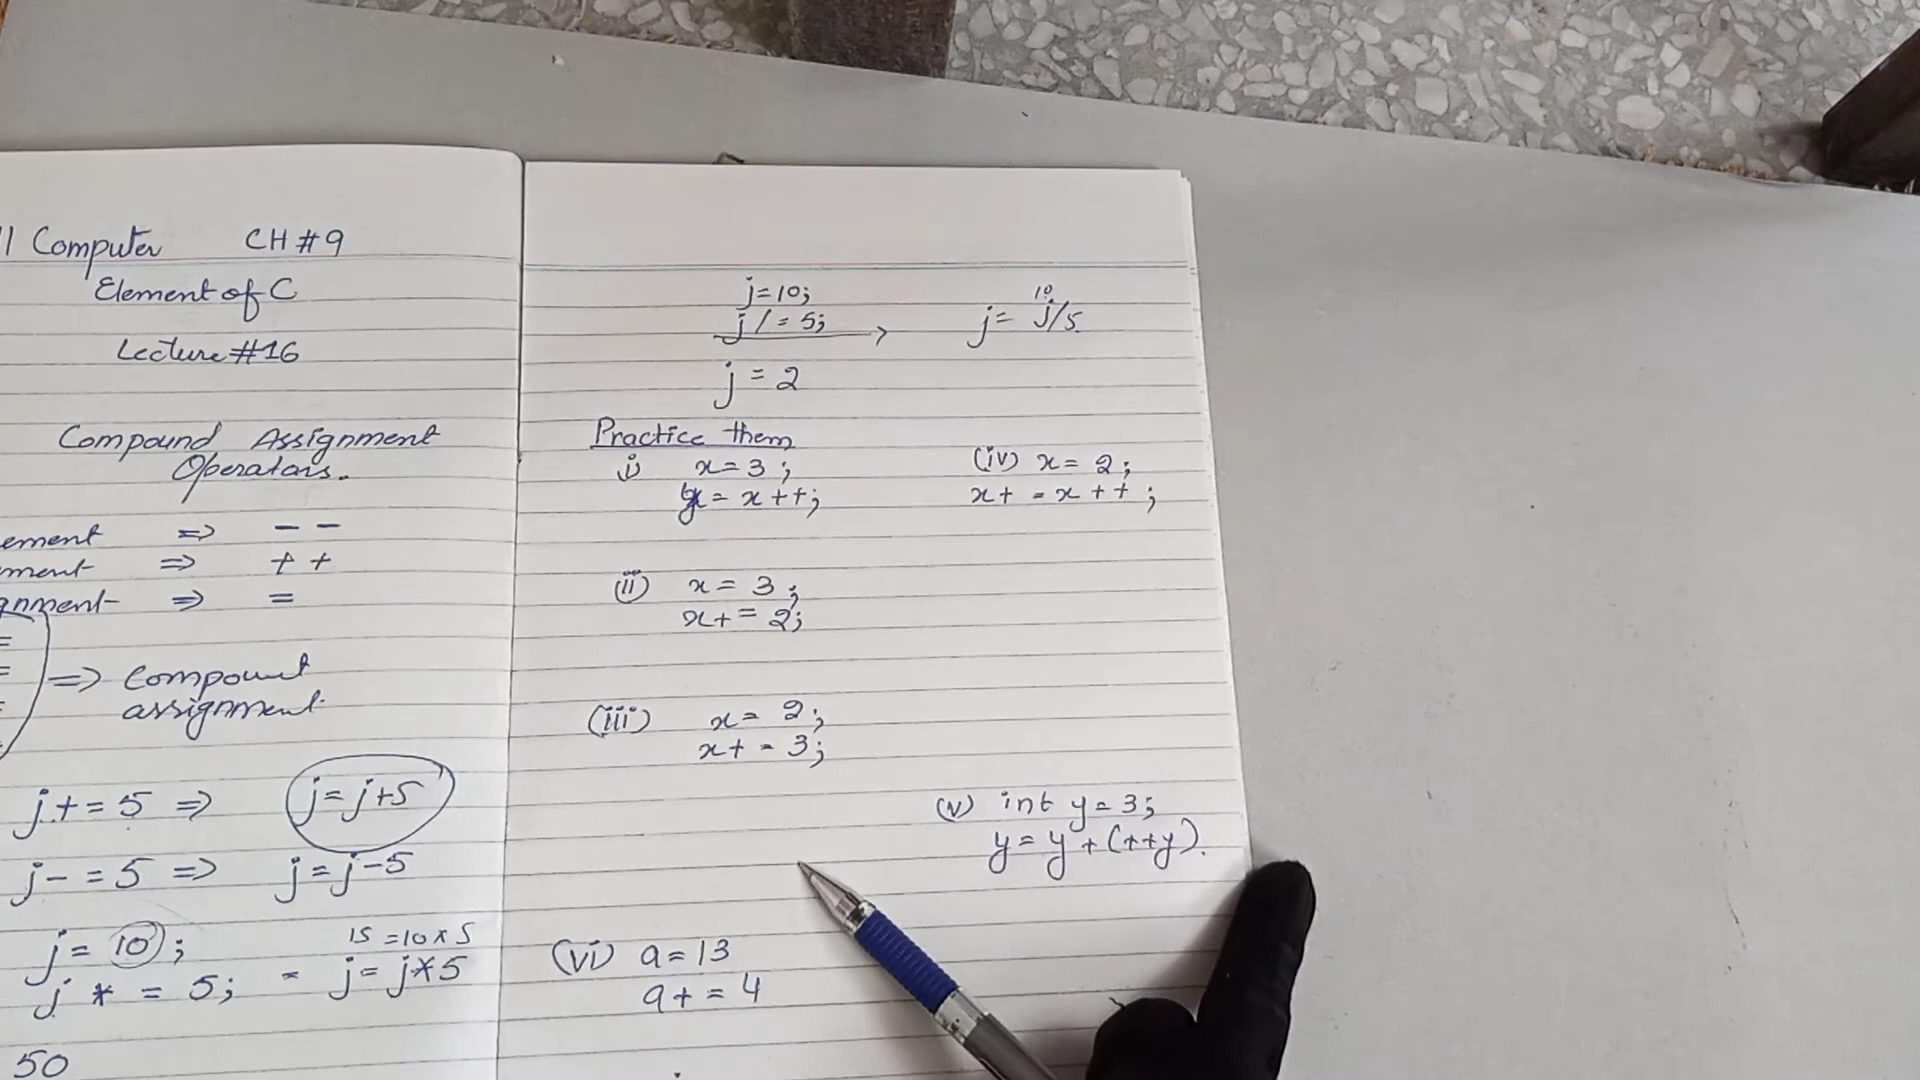 11 Computer CH#9
Element of C
Lecture #16
Compound Assignment
Operators.
ement ⇒ - -
ment ⇒ + +
gnment ⇒ =
=
=
⇒ Compound
assignment.
j+=5 ⇒ j=j+5
j-=5 ⇒ j=j-5
j=10; 15=10x5
j*=5; = j=j*5
50
j=10; 10
j/=5; → j=j/5.
j=2
Practice them
i) x=3;
y=x++;
(ii) x=3;
x+=2;
(iii) x=2;
x+=3;
(iv) x=2;
x+=x++;
(v) int y=3;
y=y+(++y).
(vi) a=13
a+=4